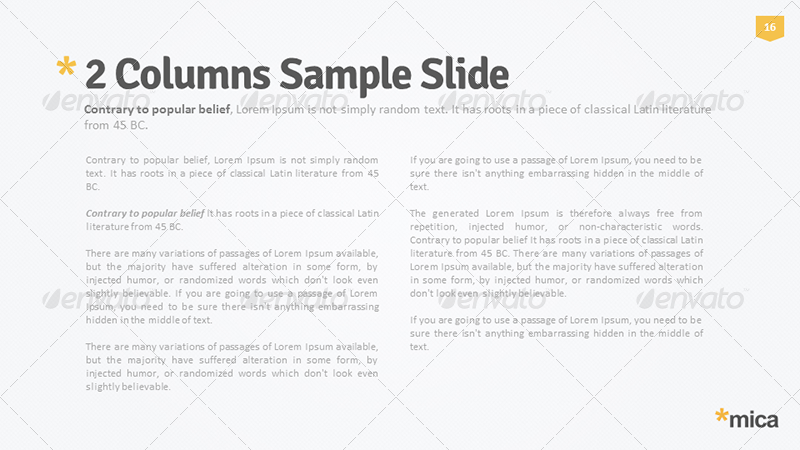 16
* 2 Columns Sample Slide
Contrary to popular belief, Lorem Ipsum is not simply random text. It has roots in a piece of classical Latin literature
from 45 BC.
Contrary to popular belief, Lorem Ipsum is not simply random
text. It has roots in a piece of classical Latin literature from 45
BC.
Contrary to popular belief It has roots in a piece of classical Latin
literature from 45 BC.
There are many variations of passages of Lorem Ipsum available,
but the majority have suffered alteration in some form, by
injected humor, or randomized words which don't look even
slightly believable. If you are going to use a passage of Lorem
Ipsum, you need to be sure there isn't anything embarrassing
hidden in the middle of text.
There are many variations of passages of Lorem Ipsum available,
but the majority have suffered alteration in some form, by
injected humor, or randomized words which don't look even
slightly believable.
If you are going to use a passage of Lorem Ipsum, you need to be
sure there isn't anything embarrassing hidden in the middle of
text.
The generated Lorem Ipsum is therefore always free from
repetition, injected humor, or non-characteristic words.
Contrary to popular belief It has roots in a piece of classical Latin
literature from 45 BC. There are many variations of passages of
Lorem Ipsum available, but the majority have suffered alteration
in some form, by injected humor, or randomized words which
don't look even slightly believable.
If you are going to use a passage of Lorem Ipsum, you need to be
sure there isn't anything embarrassing hidden in the middle of
text.
*mica
envato™ envato™ envato™ envato™
envato™ envato™ envato™ envato™